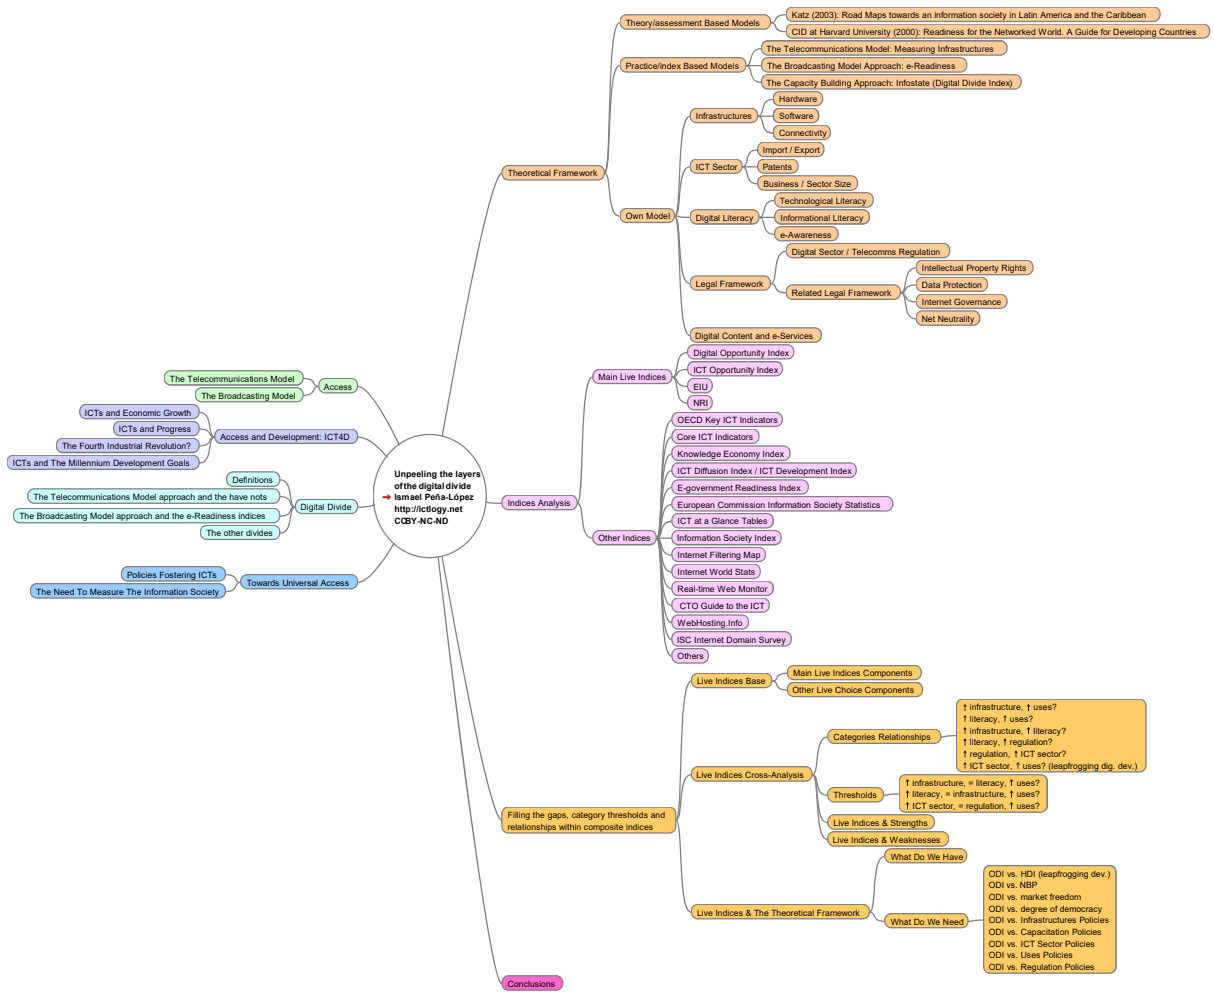 Unpeeling the layers
of the digital divide
Ismael Peña-López
http://ictlogy.net
CC BY-NC-ND
Access
The Telecommunications Model
The Broadcasting Model
Access and Development: ICT4D
ICTs and Economic Growth
ICTs and Progress
The Fourth Industrial Revolution?
ICTs and The Millennium Development Goals
Digital Divide
Definitions
The Telecommunications Model approach and the have nots
The Broadcasting Model approach and the e-Readiness indices
The other divides
Towards Universal Access
Policies Fostering ICTs
The Need To Measure The Information Society
Theoretical Framework
Theory/assessment Based Models
Katz (2003): Road Maps towards an information society in Latin America and the Caribbean
CID at Harvard University (2000): Readiness for the Networked World. A Guide for Developing Countries
Practice/index Based Models
The Telecommunications Model: Measuring Infrastructures
The Broadcasting Model Approach: e-Readiness
The Capacity Building Approach: Infostate (Digital Divide Index)
Own Model
Infrastructures
Hardware
Software
Connectivity
ICT Sector
Import / Export
Patents
Business / Sector Size
Digital Literacy
Technological Literacy
Informational Literacy
e-Awareness
Legal Framework
Digital Sector / Telecomms Regulation
Related Legal Framework
Intellectual Property Rights
Data Protection
Internet Governance
Net Neutrality
Digital Content and e-Services
Indices Analysis
Main Live Indices
Digital Opportunity Index
ICT Opportunity Index
EIU
NRI
Other Indices
OECD Key ICT Indicators
Core ICT Indicators
Knowledge Economy Index
ICT Diffusion Index / ICT Development Index
E-government Readiness Index
European Commission Information Society Statistics
ICT at a Glance Tables
Information Society Index
Internet Filtering Map
Internet World Stats
Real-time Web Monitor
CTO Guide to the ICT
WebHosting.Info
ISC Internet Domain Survey
Others
Filling the gaps, category thresholds and
relationships within composite indices
Live Indices Base
Main Live Indices Components
Other Live Choice Components
Live Indices Cross-Analysis
Categories Relationships
↑ infrastructure, ↑ uses?
↑ literacy, ↑ uses?
↑ infrastructure, ↑ literacy?
↑ literacy, ↑ regulation?
↑ regulation, ↑ ICT sector?
↑ ICT sector, ↑ uses? (leapfrogging dig. dev.)
Thresholds
↑ infrastructure, = literacy, ↑ uses?
↑ literacy, = infrastructure, ↑ uses?
↑ ICT sector, = regulation, ↑ uses?
Live Indices & Strengths
Live Indices & Weaknesses
Live Indices & The Theoretical Framework
What Do We Have
What Do We Need
ODI vs. HDI (leapfrogging dev.)
ODI vs. NBP
ODI vs. market freedom
ODI vs. degree of democracy
ODI vs. Infrastructures Policies
ODI vs. Capacitation Policies
ODI vs. ICT Sector Policies
ODI vs. Uses Policies
ODI vs. Regulation Policies
Conclusions